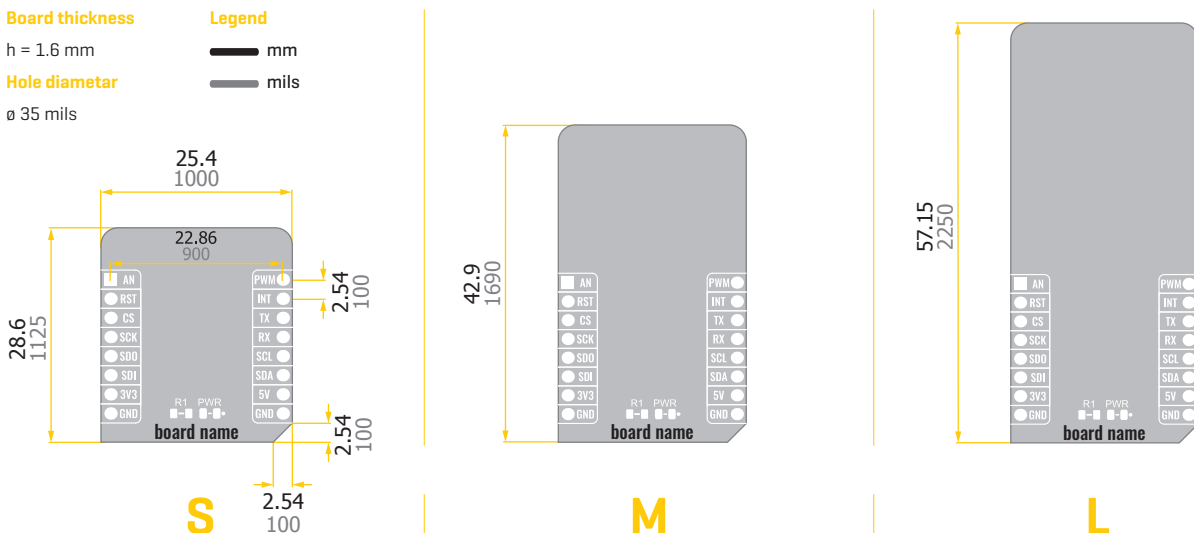 Board thickness
h = 1.6 mm
Hole diametar
ø 35 mils
Legend
mm
mils
25.4
1000
22.86
900
28.6
1125
AN
RST
CS
SCK
SDO
SDI
3V3
GND
PWM
INT
TX
RX
SCL
SDA
5V
GND
2.54
100
R1 PWR
board name
2.54
100
2.54
100
S
42.9
1690
AN
RST
CS
SCK
SDO
SDI
3V3
GND
PWM
INT
TX
RX
SCL
SDA
5V
GND
R1 PWR
board name
M
57.15
2250
AN
RST
CS
SCK
SDO
SDI
3V3
GND
PWM
INT
TX
RX
SCL
SDA
5V
GND
R1 PWR
board name
L